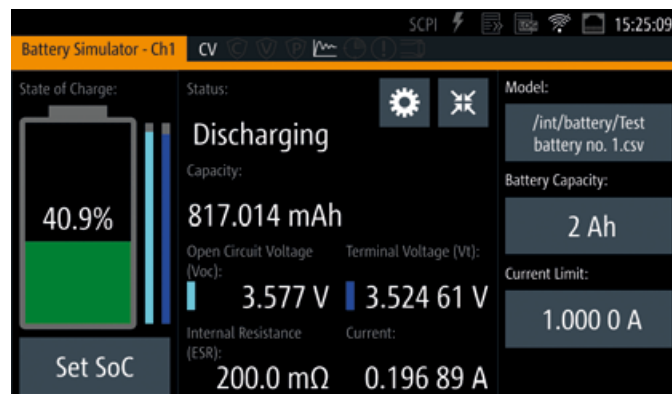 SCPI 15:25:09
Battery Simulator - Ch1 CV
State of Charge:
40.9%
Set SoC
Status:
Discharging
Capacity:
817.014 mAh
Open Circuit Voltage
(Voc):
3.577 V
Terminal Voltage (Vt):
3.524 61 V
Internal Resistance
(ESR):
200.0 mΩ
Current:
0.196 89 A
Model:
/int/battery/Test
battery no. 1.csv
Battery Capacity:
2 Ah
Current Limit:
1.000 0 A